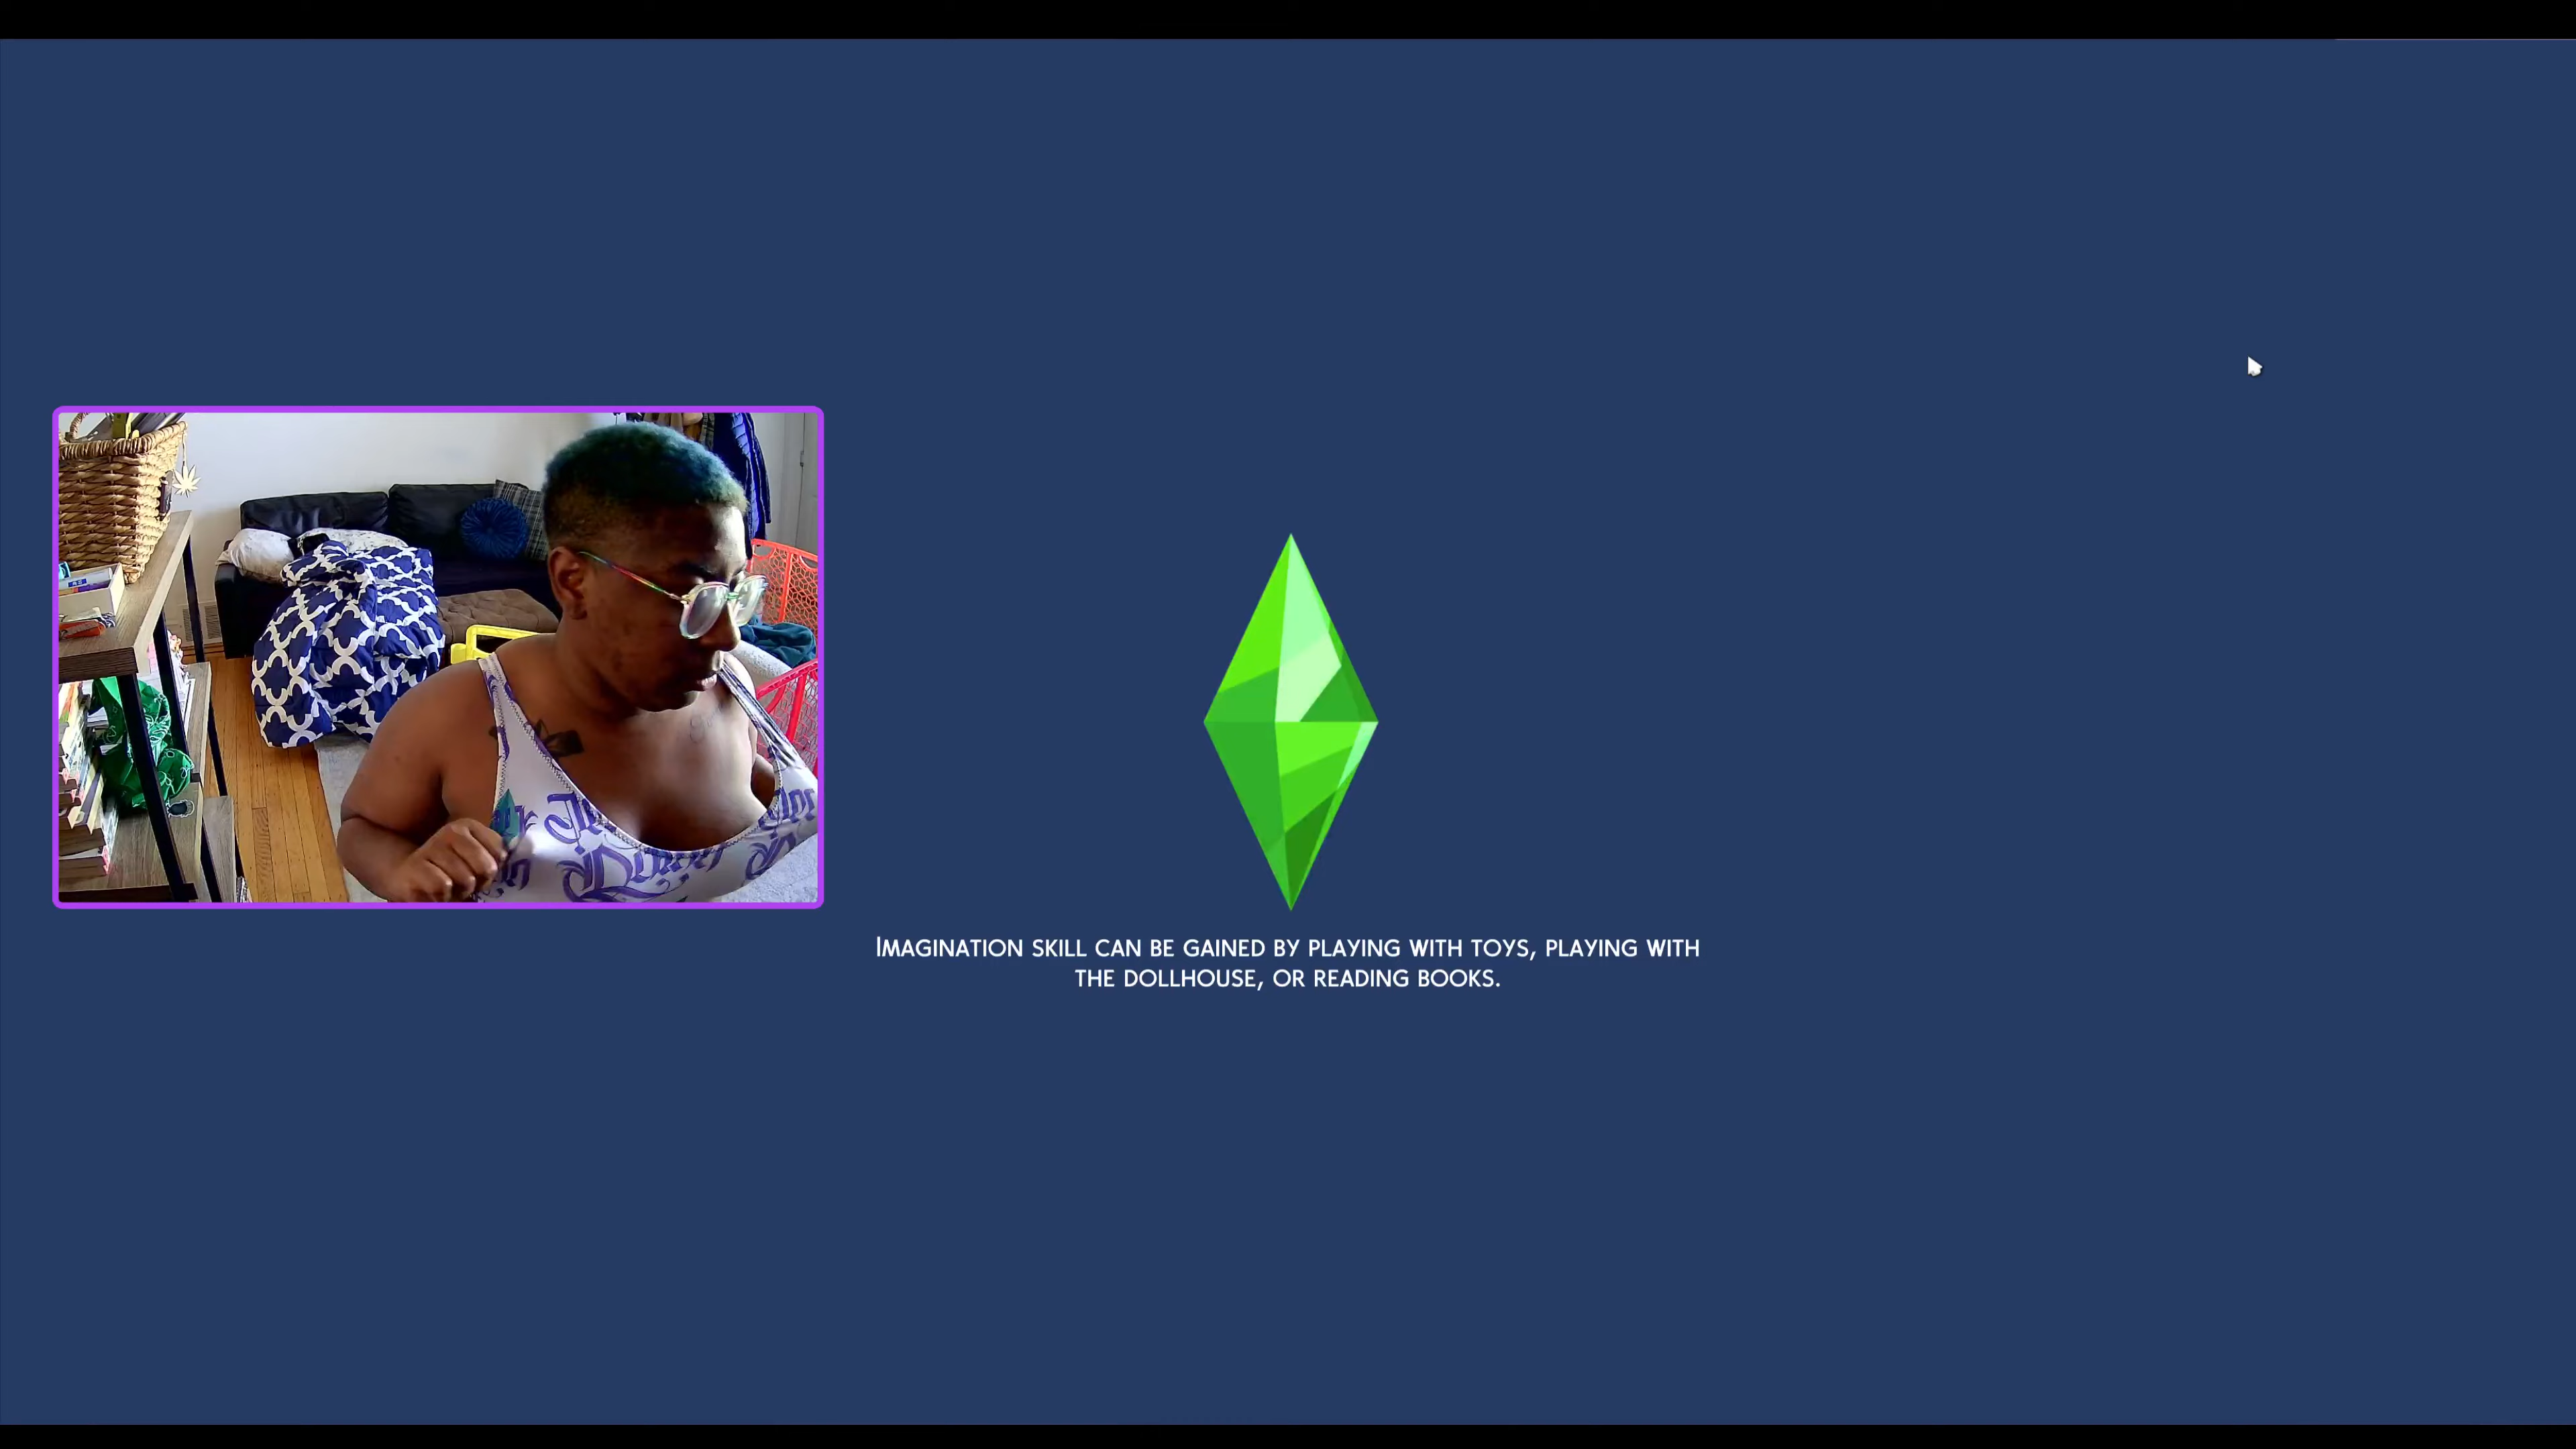 IMAGINATION SKILL CAN BE GAINED BY PLAYING WITH TOYS, PLAYING WITH
THE DOLLHOUSE, OR READING BOOKS.